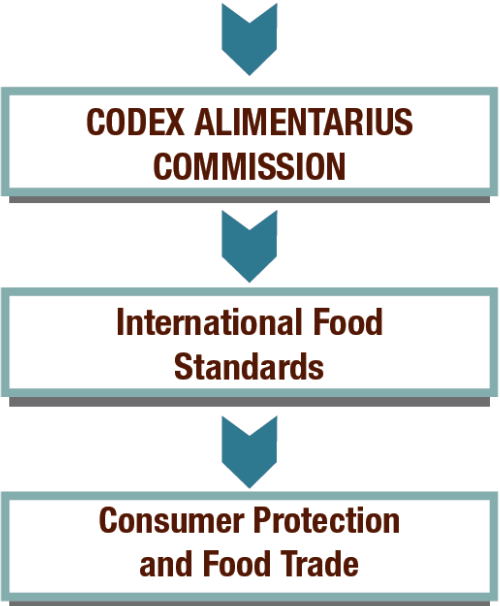 CODEX ALIMENTARIUS
COMMISSION
International Food
Standards
Consumer Protection
and Food Trade